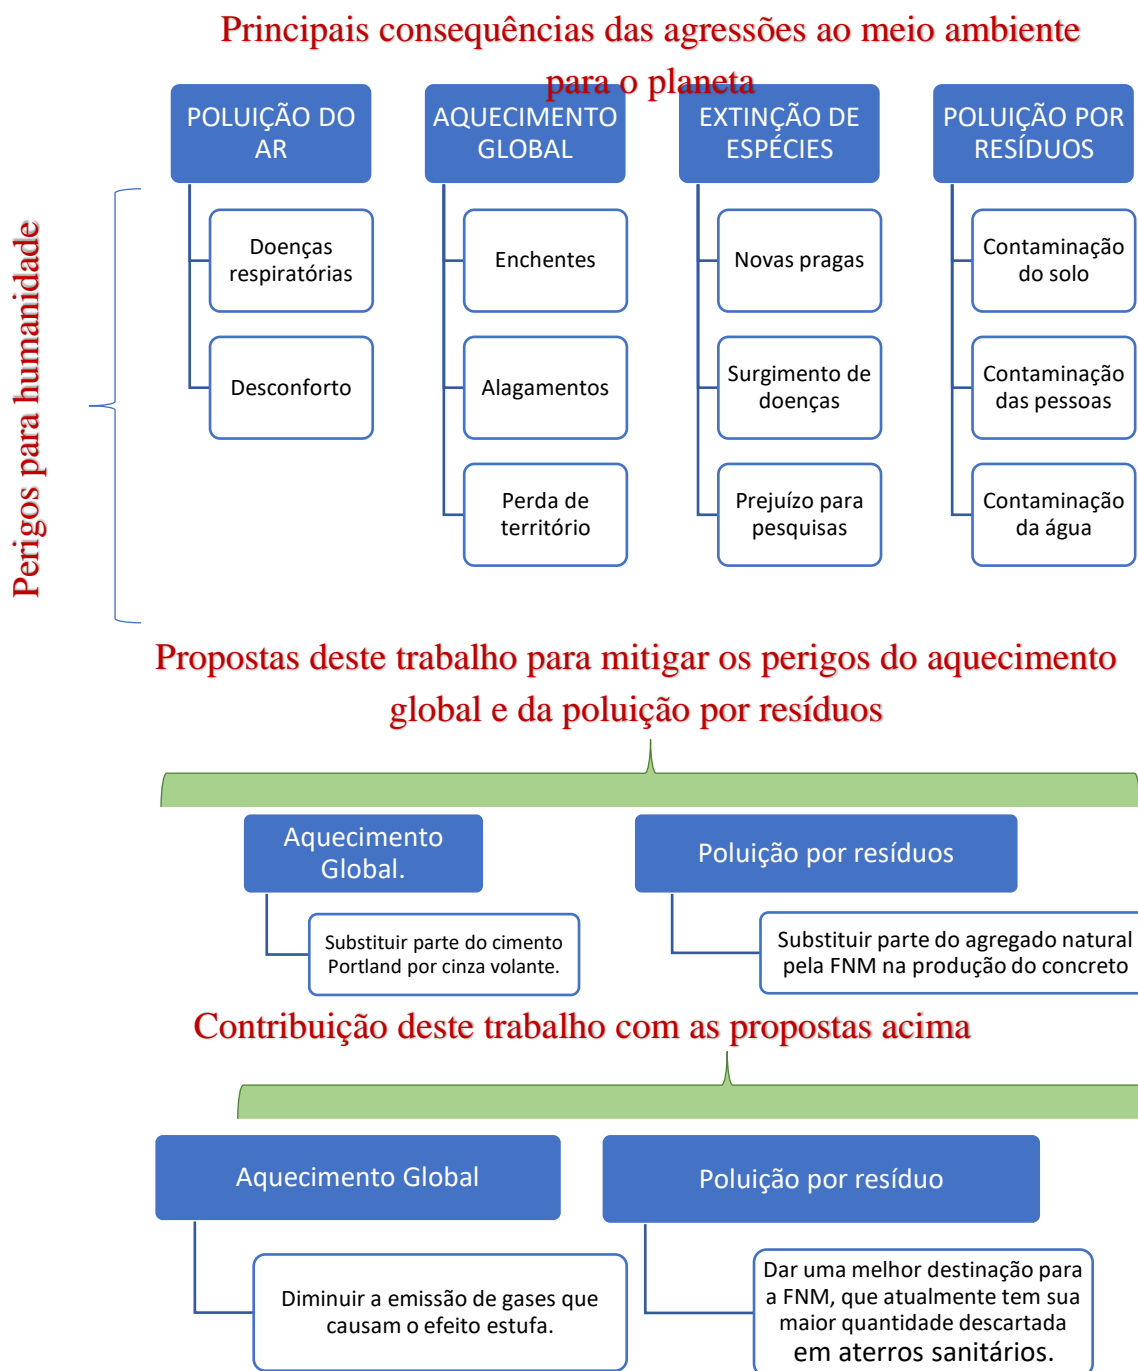 Principais consequências das agressões ao meio ambiente
para o planeta
POLUIÇÃO DO
AR
AQUECIMENTO
GLOBAL
EXTINÇÃO DE
ESPÉCIES
POLUIÇÃO POR
RESÍDUOS
Perigos para humanidade
Doenças
respiratórias
Desconforto
Enchentes
Alagamentos
Perda de
território
Novas pragas
Surgimento de
doenças
Prejuízo para
pesquisas
Contaminação
do solo
Contaminação
das pessoas
Contaminação
da água
Propostas deste trabalho para mitigar os perigos do aquecimento
global e da poluição por resíduos
Aquecimento
Global.
Substituir parte do cimento
Portland por cinza volante.
Poluição por resíduos
Substituir parte do agregado natural
pela FNM na produção do concreto
Contribuição deste trabalho com as propostas acima
Aquecimento Global
Diminuir a emissão de gases que
causam o efeito estufa.
Poluição por resíduo
Dar uma melhor destinação para
a FNM, que atualmente tem sua
maior quantidade descartada
em aterros sanitários.